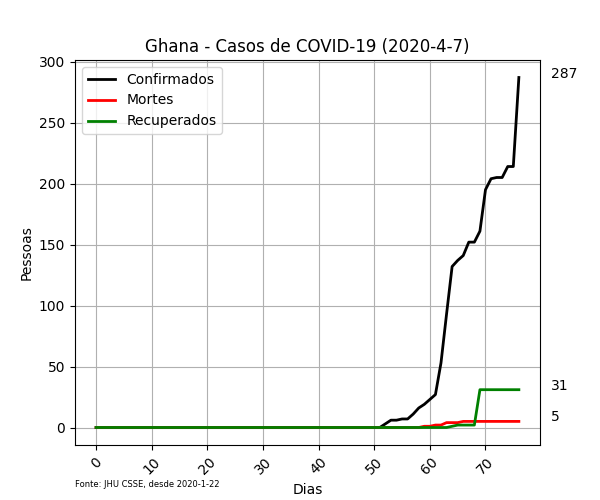 Ghana - Casos de COVID-19 (2020-4-7)
300
287
Confirmados
Mortes
Recuperados
250
200
150
100
50
31
5
0
Pessoas
0 10 20 30 40 50 60 70
Fonte: JHU CSSE, desde 2020-1-22
Dias